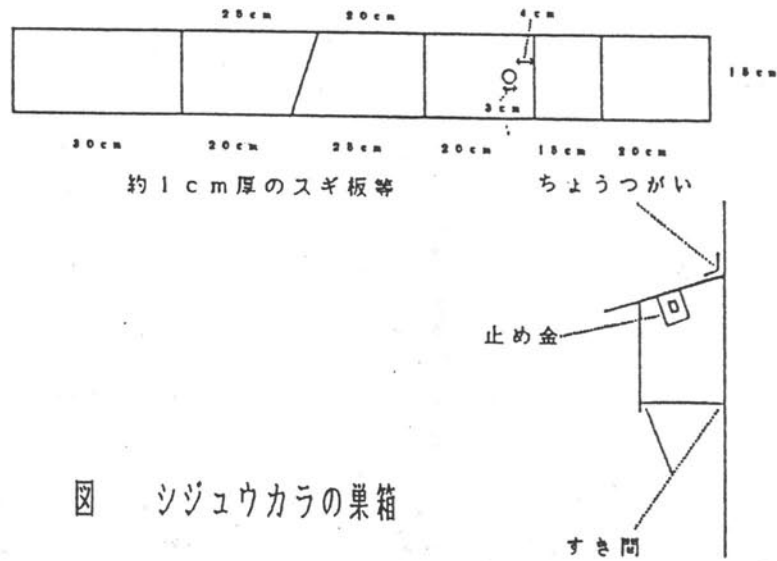 25cm 20cm 4cm
15cm
3cm
30cm 20cm 25cm 20cm 15cm 20cm
約1cm厚のスギ板等
ちょうつがい
止め金
図 シジュウカラの巣箱
すき間